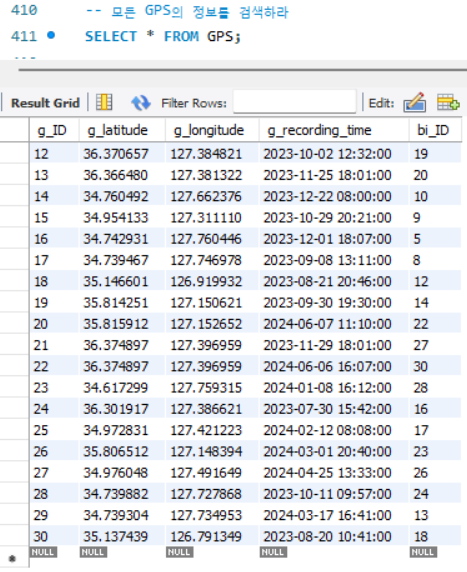 410 -- 모든 GPS의 정보를 검색하라
411 SELECT * FROM GPS;
Result Grid Filter Rows: Edit:
g_ID g_latitude g_longitude g_recording_time bi_ID
12 36.370657 127.384821 2023-10-02 12:32:00 19
13 36.366480 127.381322 2023-11-25 18:01:00 20
14 34.760492 127.662376 2023-12-22 08:00:00 10
15 34.954133 127.311110 2023-10-29 20:21:00 9
16 34.742931 127.760446 2023-12-01 18:07:00 5
17 34.739467 127.746978 2023-09-08 13:11:00 8
18 35.146601 126.919932 2023-08-21 20:46:00 12
19 35.814251 127.150621 2023-09-30 19:30:00 14
20 35.815912 127.152652 2024-06-07 11:10:00 22
21 36.374897 127.396959 2023-11-29 18:01:00 27
22 36.374897 127.396959 2024-06-06 16:07:00 30
23 34.617299 127.759315 2024-01-08 16:12:00 28
24 36.301917 127.386621 2023-07-30 15:42:00 16
25 34.972831 127.421223 2024-02-12 08:08:00 17
26 35.806512 127.148394 2024-03-01 20:40:00 23
27 34.976048 127.491649 2024-04-25 13:33:00 26
28 34.739882 127.727868 2023-10-11 09:57:00 24
29 34.739304 127.734953 2024-03-17 16:41:00 13
30 35.137439 126.791349 2023-08-20 10:41:00 18
NULL NULL NULL NULL NULL